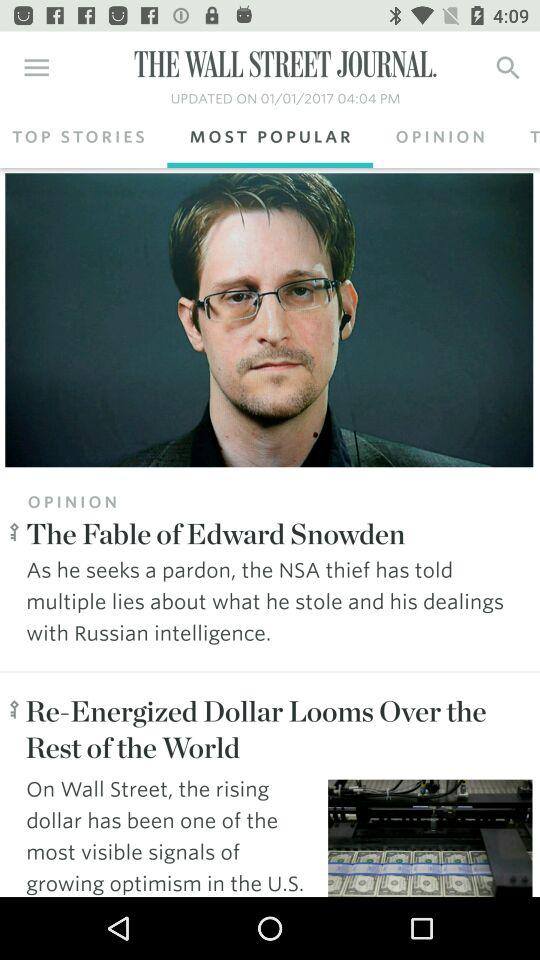 4:09
THE WALL STREET JOURNAL.
UPDATED ON 01/01/2017 04:04 PM
TOP STORIES MOST POPULAR OPINION T
OPINION
The Fable of Edward Snowden
As he seeks a pardon, the NSA thief has told
multiple lies about what he stole and his dealings
with Russian intelligence.
Re-Energized Dollar Looms Over the
Rest of the World
On Wall Street, the rising
dollar has been one of the
most visible signals of
growing optimism in the U.S.